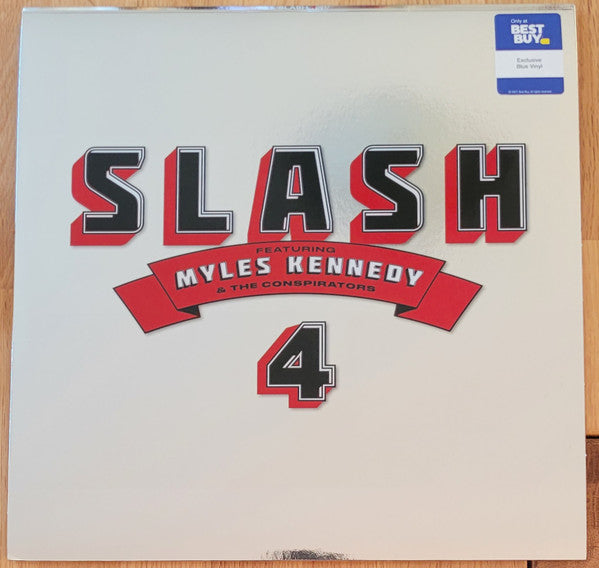 Only at
BEST
BUY
Exclusive
Blue Vinyl
SLASH
FEATURING
MYLES KENNEDY
& THE CONSPIRATORS
4